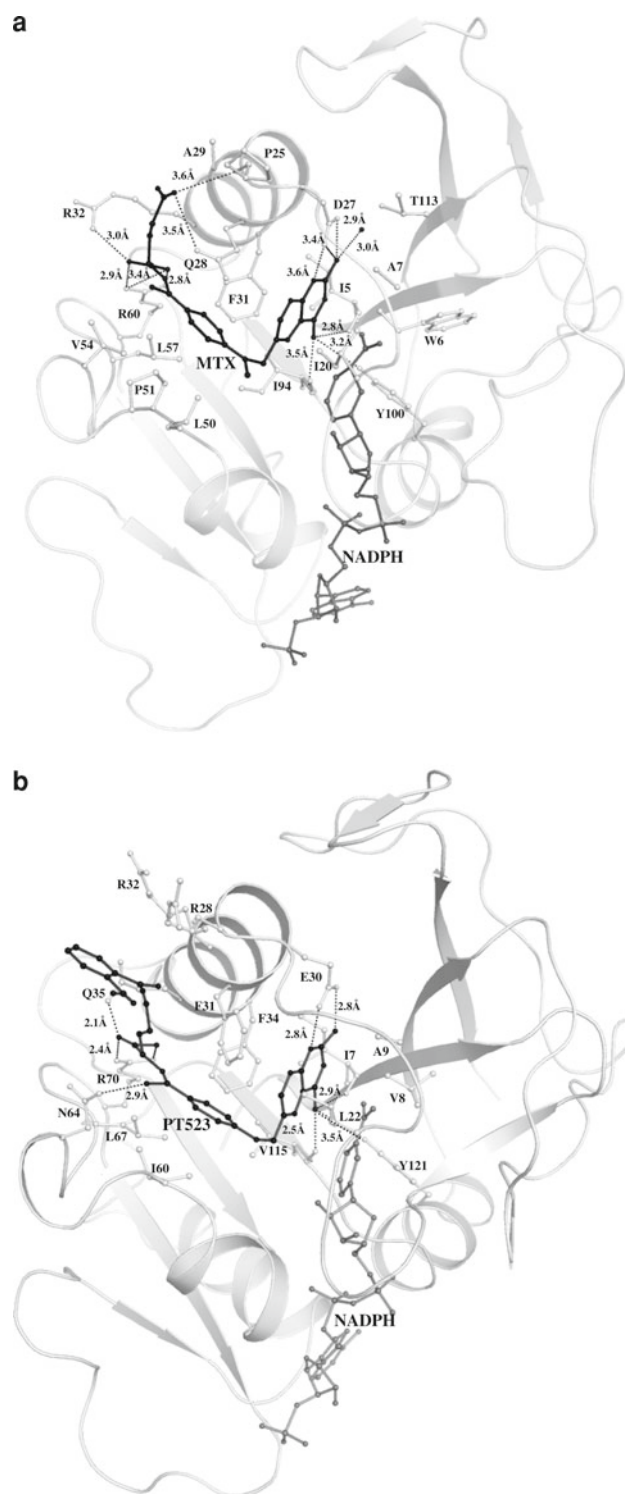 a
A29
P25
3.6Å
R32
D27
2.9Å
T113
3.0Å
3.5Å
3.4Å
3.0Å
Q28
A7
2.9Å
3.4Å
2.8Å
3.6Å
F31
I5
R60
2.8Å
W6
V54
L57
MTX
3.5Å
3.2Å
I20
P51
I94
Y100
L50
NADPH
b
R32
R28
E30
Q35
F31
2.8Å
F34
2.8Å
2.1Å
A9
2.4Å
I7
R70
2.9Å
V8
2.9Å
N64
PT523
L22
L67
2.5Å
3.5Å
V115
Y121
I60
NADPH